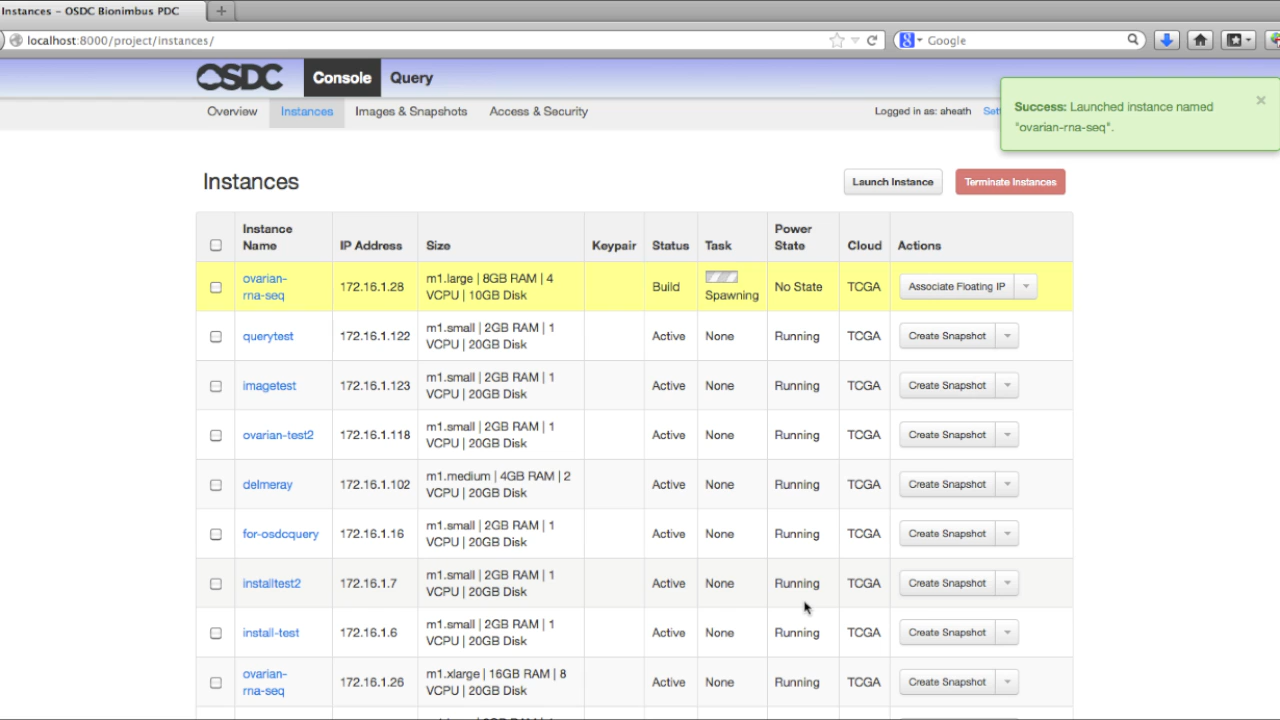 Instances – OSDC Bionimbus PDC
localhost:8000/project/instances/
Google
OSDC
Console
Query
Overview
Instances
Images & Snapshots
Access & Security
Logged in as: aheath
Success: Launched instance named
"ovarian-rna-seq".
Instances
Launch Instance
Terminate Instances
Instance
Name
IP Address
Size
Keypair
Status
Task
Power
State
Cloud
Actions
ovarian-
rna-seq
172.16.1.28
m1.large | 8GB RAM | 4
VCPU | 10GB Disk
Build
Spawning
No State
TCGA
Associate Floating IP
querytest
172.16.1.122
m1.small | 2GB RAM | 1
VCPU | 20GB Disk
Active
None
Running
TCGA
Create Snapshot
imagetest
172.16.1.123
m1.small | 2GB RAM | 1
VCPU | 20GB Disk
Active
None
Running
TCGA
Create Snapshot
ovarian-test2
172.16.1.118
m1.small | 2GB RAM | 1
VCPU | 20GB Disk
Active
None
Running
TCGA
Create Snapshot
delmeray
172.16.1.102
m1.medium | 4GB RAM | 2
VCPU | 20GB Disk
Active
None
Running
TCGA
Create Snapshot
for-osdcquery
172.16.1.16
m1.small | 2GB RAM | 1
VCPU | 20GB Disk
Active
None
Running
TCGA
Create Snapshot
installtest2
172.16.1.7
m1.small | 2GB RAM | 1
VCPU | 20GB Disk
Active
None
Running
TCGA
Create Snapshot
install-test
172.16.1.6
m1.small | 2GB RAM | 1
VCPU | 20GB Disk
Active
None
Running
TCGA
Create Snapshot
ovarian-
rna-seq
172.16.1.26
m1.xlarge | 16GB RAM | 8
VCPU | 20GB Disk
Active
None
Running
TCGA
Create Snapshot